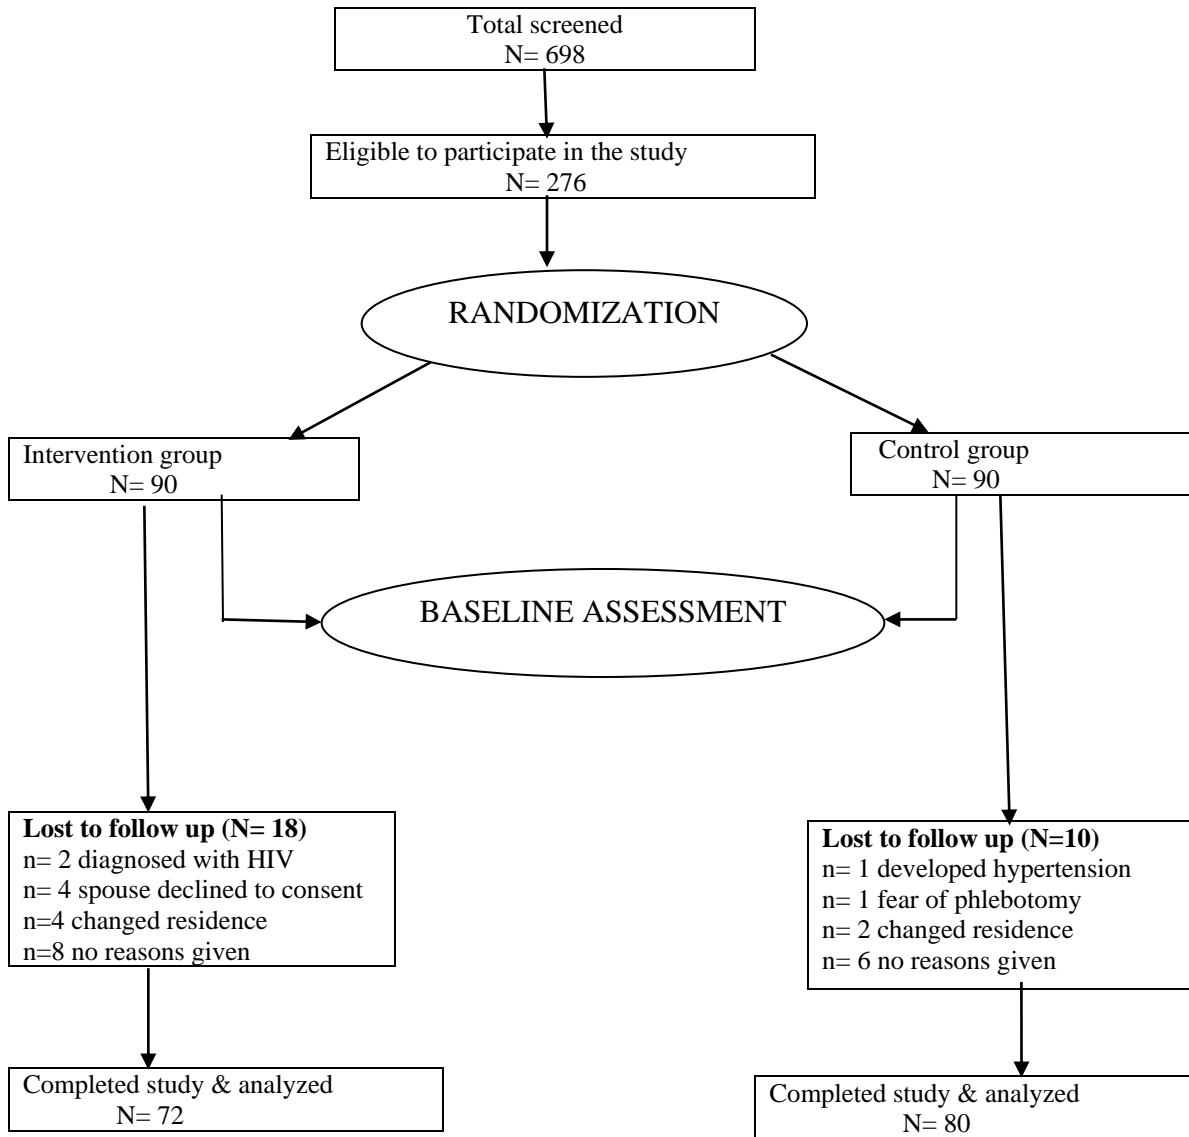 Total screened
N= 698
Eligible to participate in the study
N= 276
RANDOMIZATION
Intervention group
N= 90
Control group
N= 90
BASELINE ASSESSMENT
Lost to follow up (N= 18)
n= 2 diagnosed with HIV
n= 4 spouse declined to consent
n=4 changed residence
n=8 no reasons given
Lost to follow up (N=10)
n= 1 developed hypertension
n= 1 fear of phlebotomy
n= 2 changed residence
n= 6 no reasons given
Completed study & analyzed
N= 72
Completed study & analyzed
N= 80